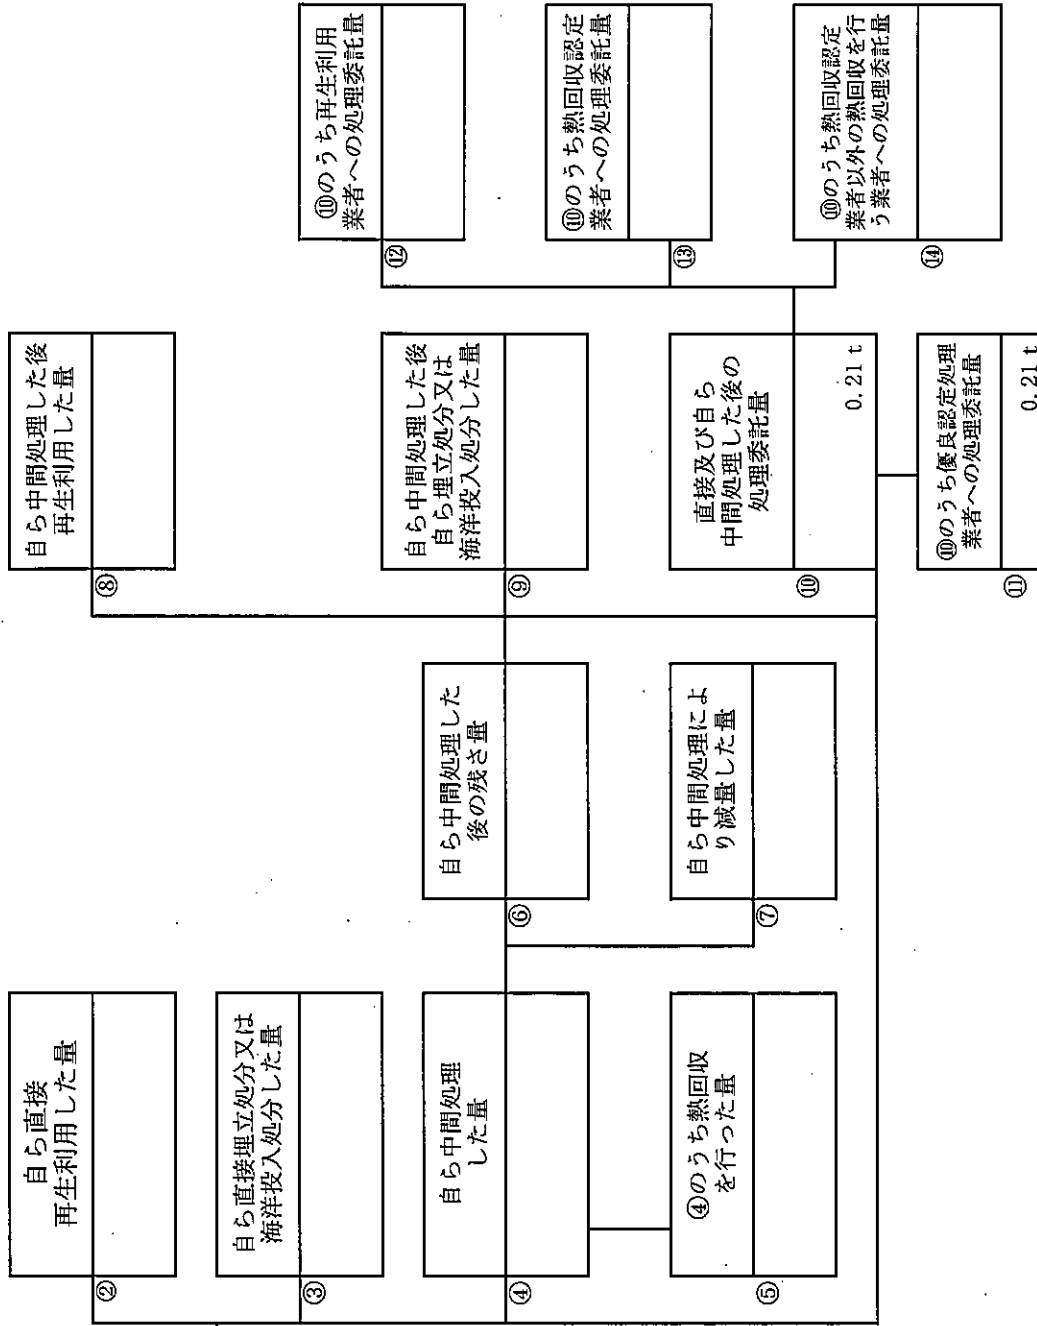 ②
自ら直接
再生利用した量
③
自ら直接埋立処分又は
海洋投入処分した量
④
自ら中間処理
した量
⑤
④のうち熱回収
を行った量
⑥
自ら中間処理した
後の残さ量
⑦
自ら中間処理によ
り減量した量
⑧
自ら中間処理した後
再生利用した量
⑨
自ら中間処理した後
自ら埋立処分又は
海洋投入処分した量
⑩
直接及び自ら
中間処理した後の
処理委託量
0.21 t
⑪
⑩のうち優良認定処理
業者への処理委託量
0.21 t
⑫
⑩のうち再生利用
業者への処理委託量
⑬
⑩のうち熱回収認定
業者への処理委託量
⑭
⑩のうち熱回収認定
業者以外の熱回収を行
う業者への処理委託量